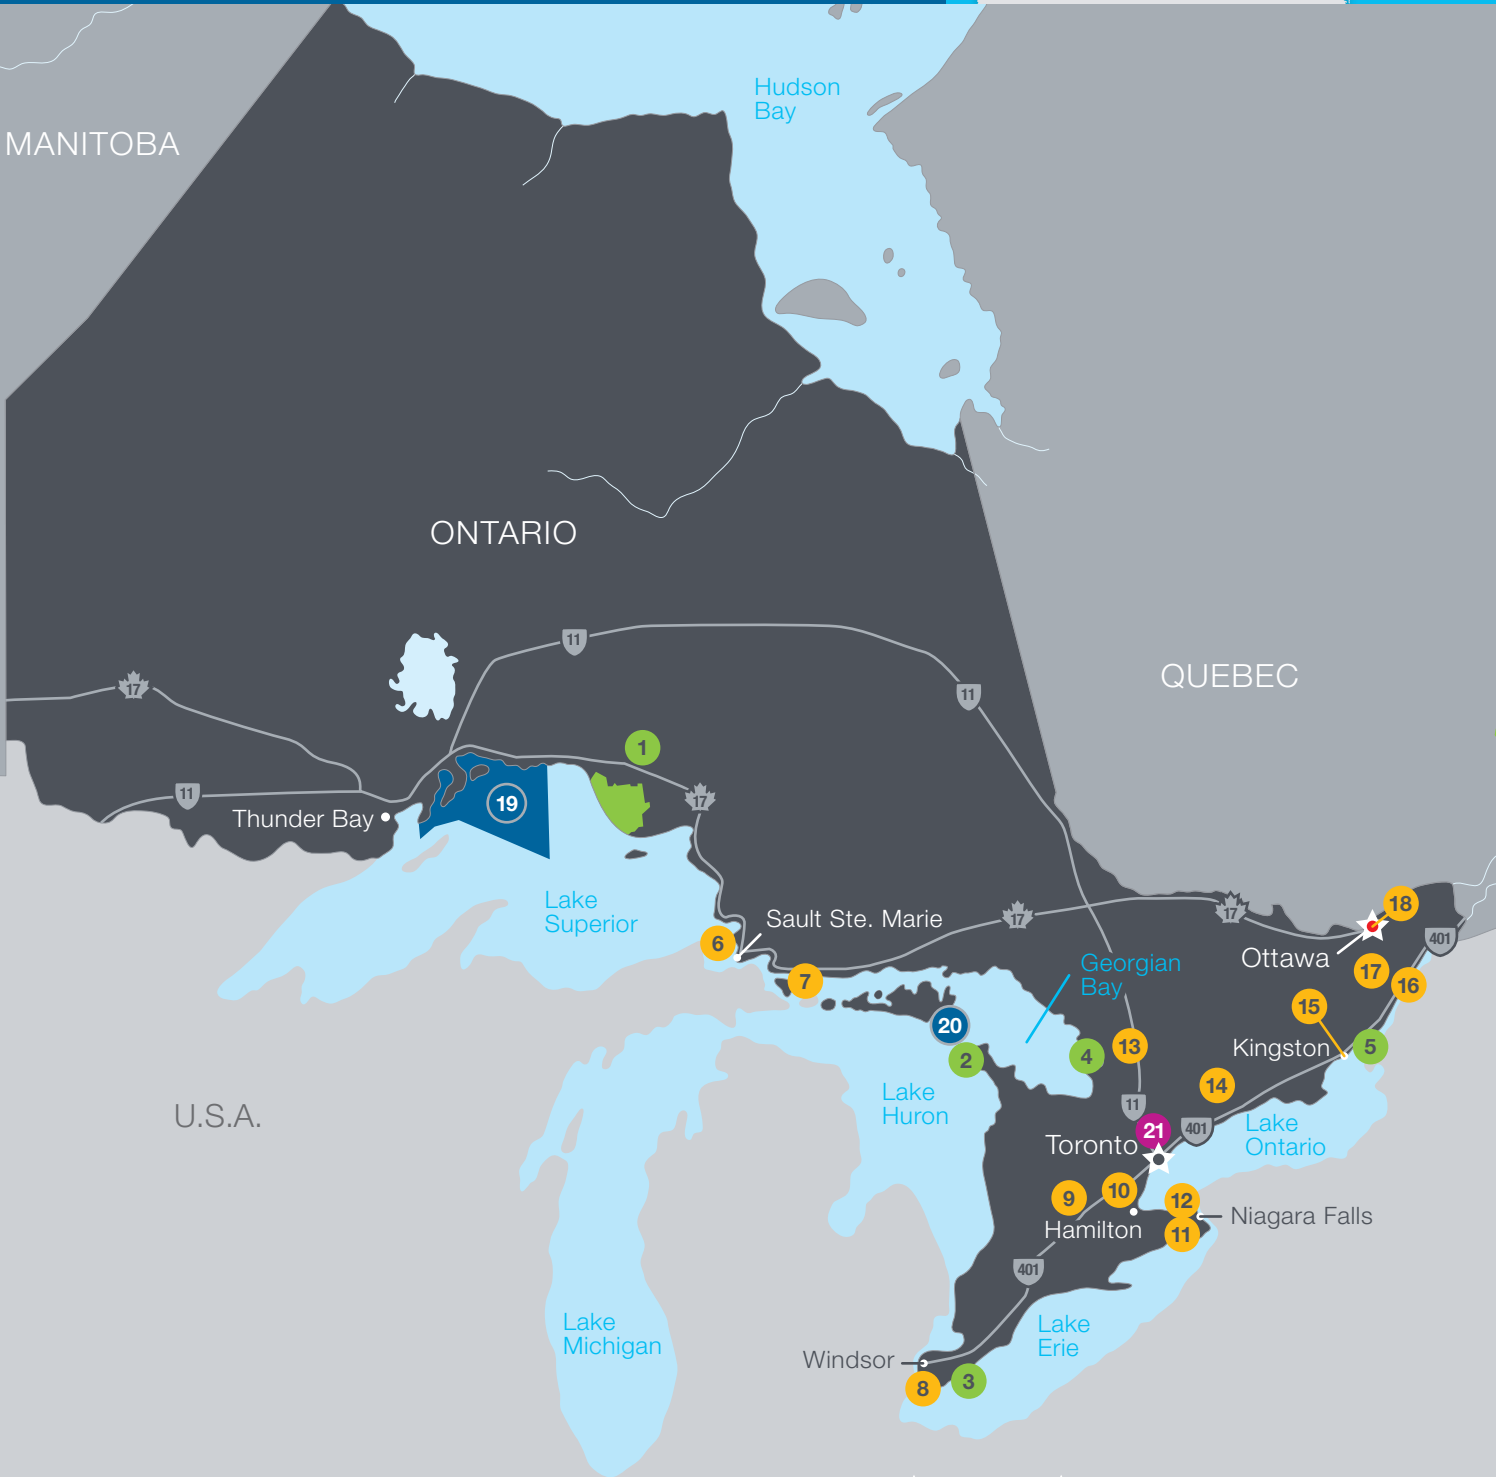 Hudson
Bay
MANITOBA
ONTARIO
11
QUEBEC
17
11
1
11
17
19
Thunder Bay
Lake
Superior
18
17
17
Sault Ste. Marie
401
6
Ottawa
Georgian
Bay
17
7
16
15
20
13
Kingston
5
2
4
14
Lake
Huron
11
U.S.A.
21
401
Lake
Ontario
Toronto
10
9
12
Niagara Falls
Hamilton
11
401
Lake
Michigan
Lake
Erie
Windsor
8
3